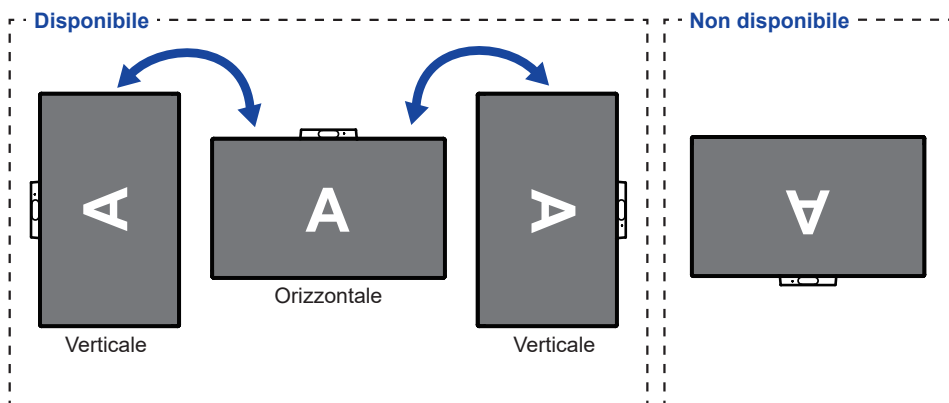 Disponibile
Non disponibile
A
A
A
A
Orizzontale
Verticale
Verticale